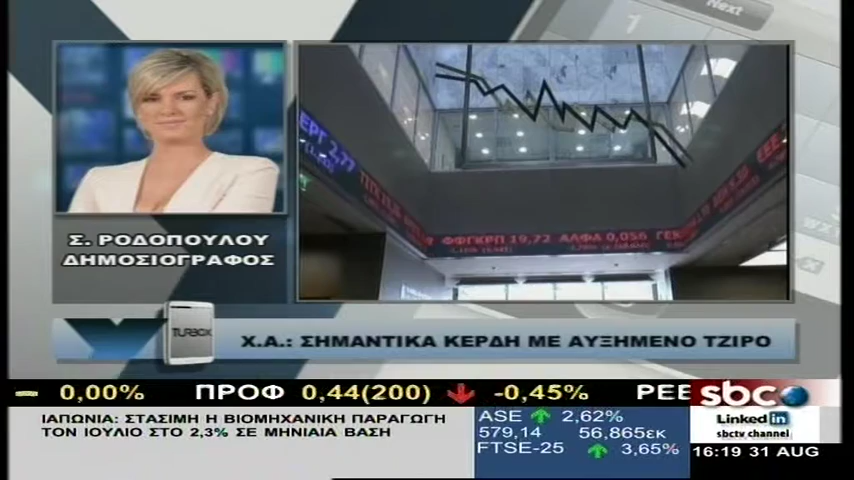 Next
Σ. ΡΟΔΟΠΟΥΛΟΥ
ΔΗΜΟΣΙΟΓΡΑΦΟΣ
ΦΦΓΚΡΠ 19,72 ΑΛΦΑ 0,056 ΓΕΚ
TURBOX
Χ.Α.: ΣΗΜΑΝΤΙΚΑ ΚΕΡΔΗ ΜΕ ΑΥΞΗΜΕΝΟ ΤΖΙΡΟ
0,00% ΠΡΟΦ 0,44(200) -0,45% ΡΕΕ
sbc
ΙΑΠΩΝΙΑ: ΣΤΑΣΙΜΗ Η ΒΙΟΜΗΧΑΝΙΚΗ ΠΑΡΑΓΩΓΗ
ΤΟΝ ΙΟΥΛΙΟ ΣΤΟ 2,3% ΣΕ ΜΗΝΙΑΙΑ ΒΑΣΗ
ASE 2,62%
579,14 56,865εκ
FTSE-25 3,65%
Linked in
sbctv channel
16:19 31 AUG